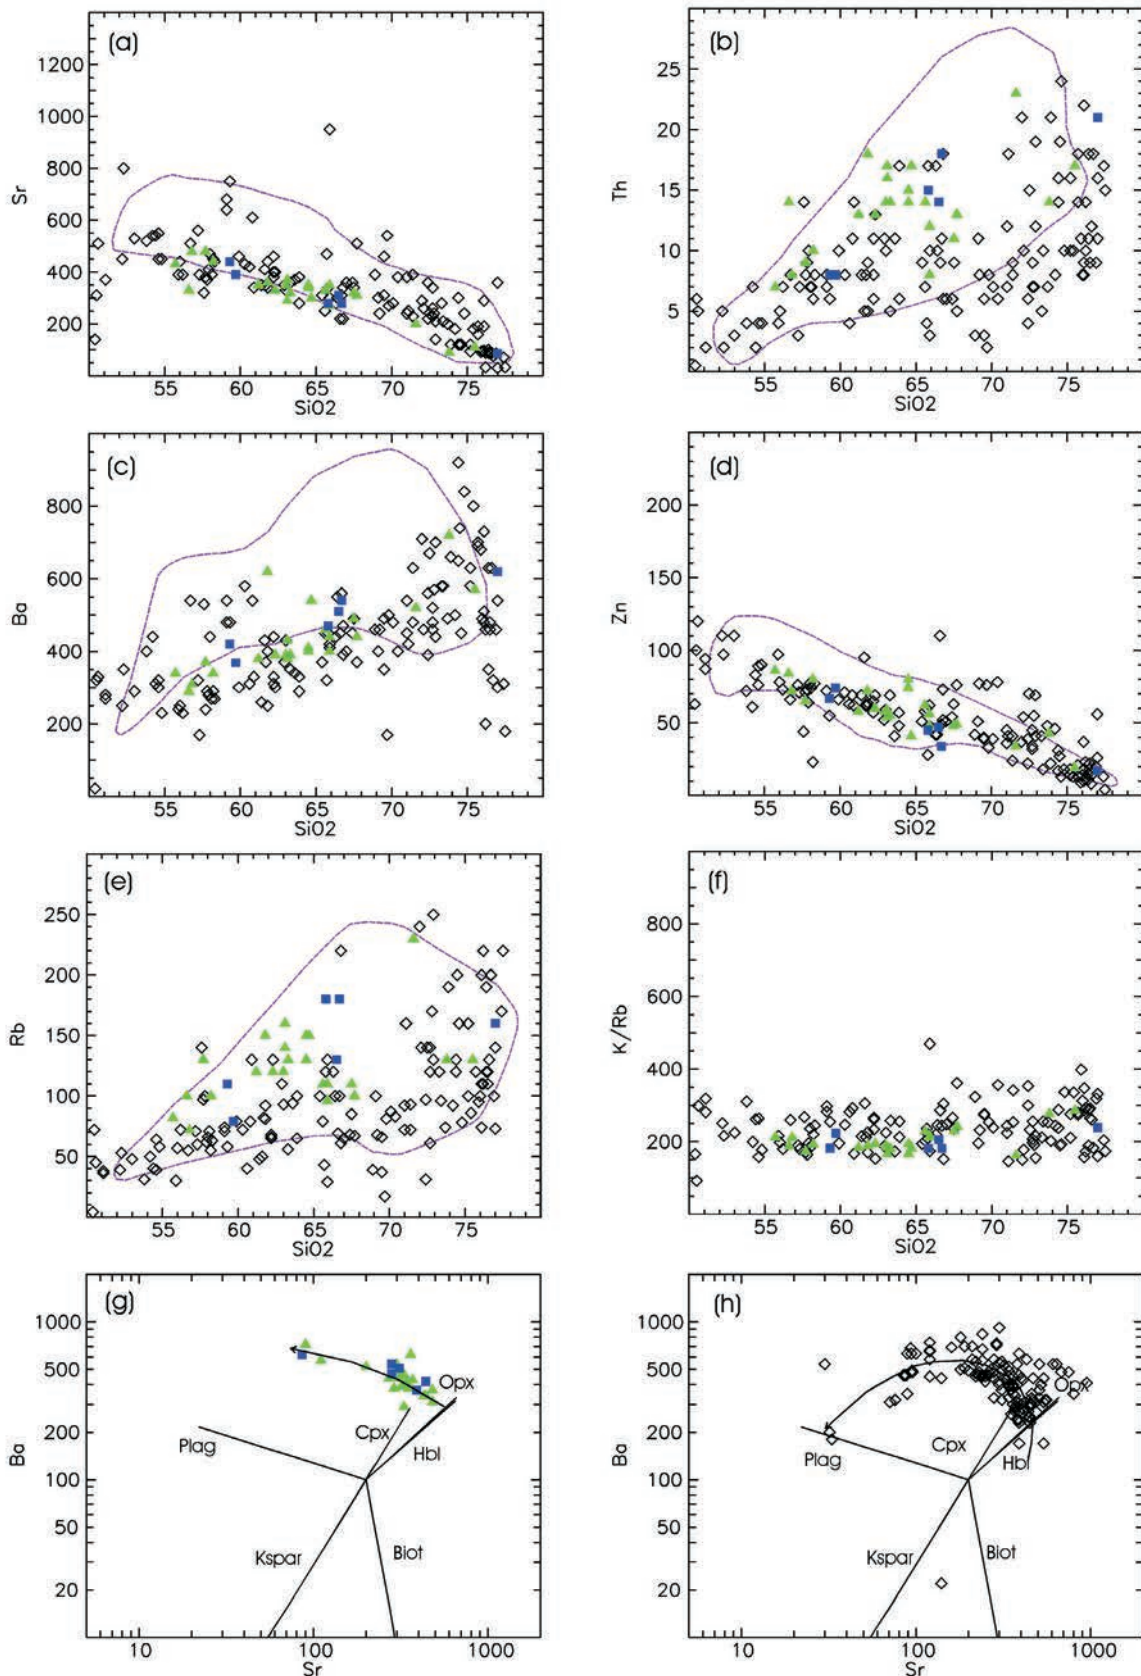 (a)
1200
1000
800
600
400
200
Sr
55 60 65 70 75
SiO2
(b)
25
20
15
10
5
Th
55 60 65 70 75
SiO2
(c)
800
600
400
200
Ba
55 60 65 70 75
SiO2
(d)
200
150
100
50
Zn
55 60 65 70 75
SiO2
(e)
250
200
150
100
50
Rb
55 60 65 70 75
SiO2
(f)
800
600
400
200
K/Rb
55 60 65 70 75
SiO2
(g)
1000
500
200
100
50
20
Ba
Opx
Cpx
Hbl
Plag
Kspar
Biot
10 100 1000
Sr
(h)
1000
500
200
100
50
20
Ba
Opx
Cpx
Hbl
Plag
Kspar
Biot
10 100 1000
Sr